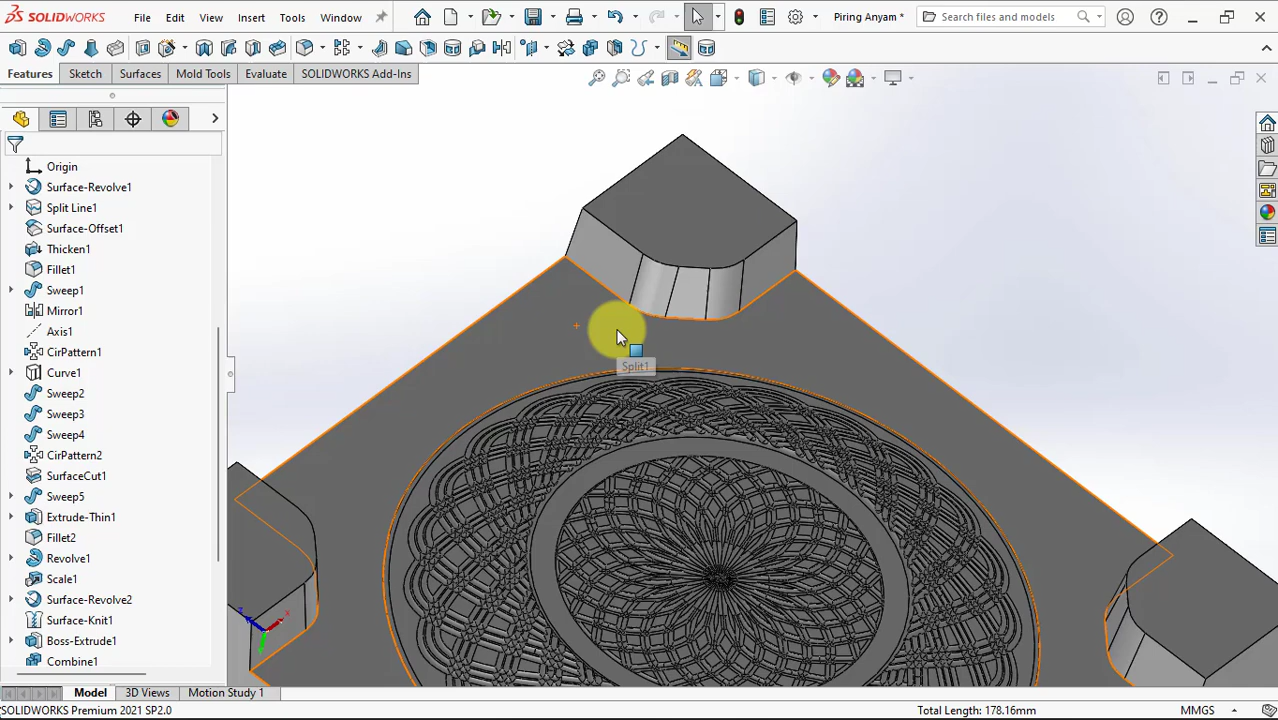 SOLIDWORKS File Edit View Insert Tools Window Piring Anyam * Search files and models
Features Sketch Surfaces Mold Tools Evaluate SOLIDWORKS Add-Ins
Origin
Surface-Revolve1
Split Line1
Surface-Offset1
Thicken1
Fillet1
Sweep1
Mirror1
Axis1
CirPattern1
Curve1
Sweep2
Sweep3
Sweep4
CirPattern2
SurfaceCut1
Sweep5
Extrude-Thin1
Fillet2
Revolve1
Scale1
Surface-Revolve2
Surface-Knit1
Boss-Extrude1
Combine1
Split1
z x y
Model 3D Views Motion Study 1
SOLIDWORKS Premium 2021 SP2.0 Total Length: 178.16mm MMGS